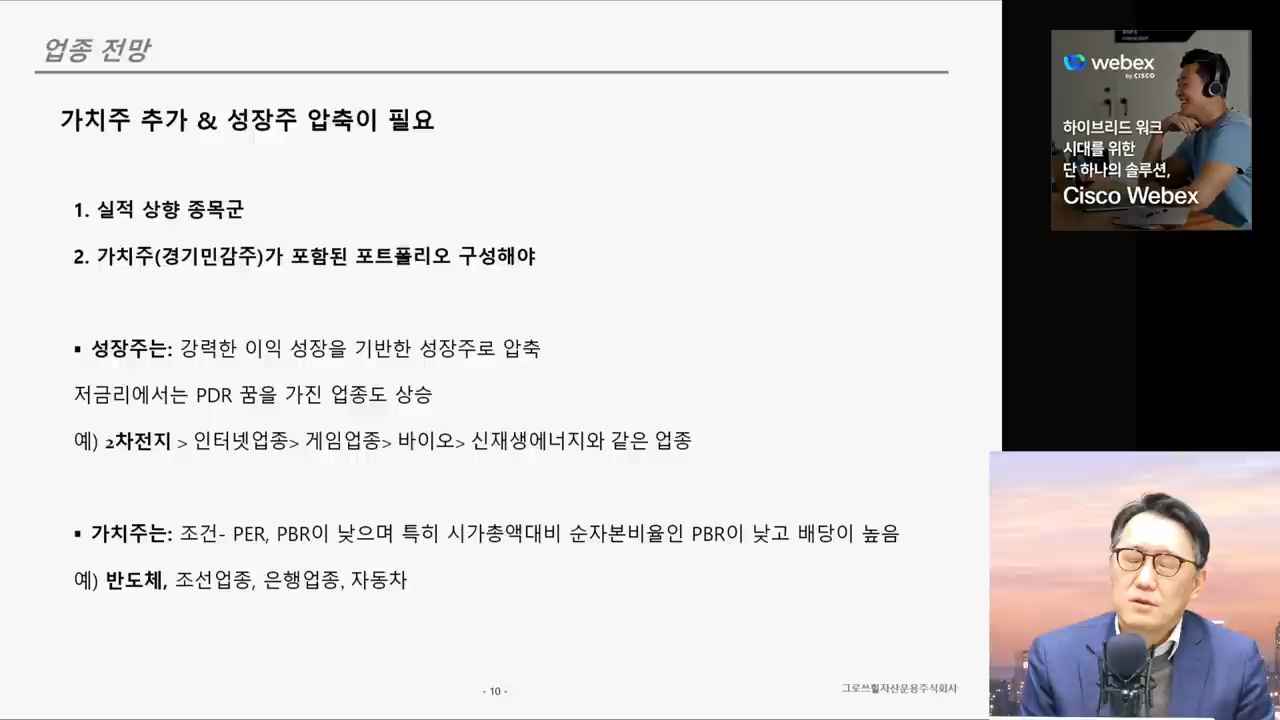 업종 전망
가치주 추가 & 성장주 압축이 필요
1. 실적 상향 종목군
2. 가치주(경기민감주)가 포함된 포트폴리오 구성해야
▪ 성장주는: 강력한 이익 성장을 기반한 성장주로 압축
저금리에서는 PDR 꿈을 가진 업종도 상승
예) 2차전지 > 인터넷업종> 게임업종> 바이오> 신재생에너지와 같은 업종
▪ 가치주는: 조건- PER, PBR이 낮으며 특히 시가총액대비 순자본비율인 PBR이 낮고 배당이 높음
예) 반도체, 조선업종, 은행업종, 자동차
- 10 -
그로쓰힐자산운용주식회사
webex
by CISCO
하이브리드 워크
시대를 위한
단 하나의 솔루션,
Cisco Webex